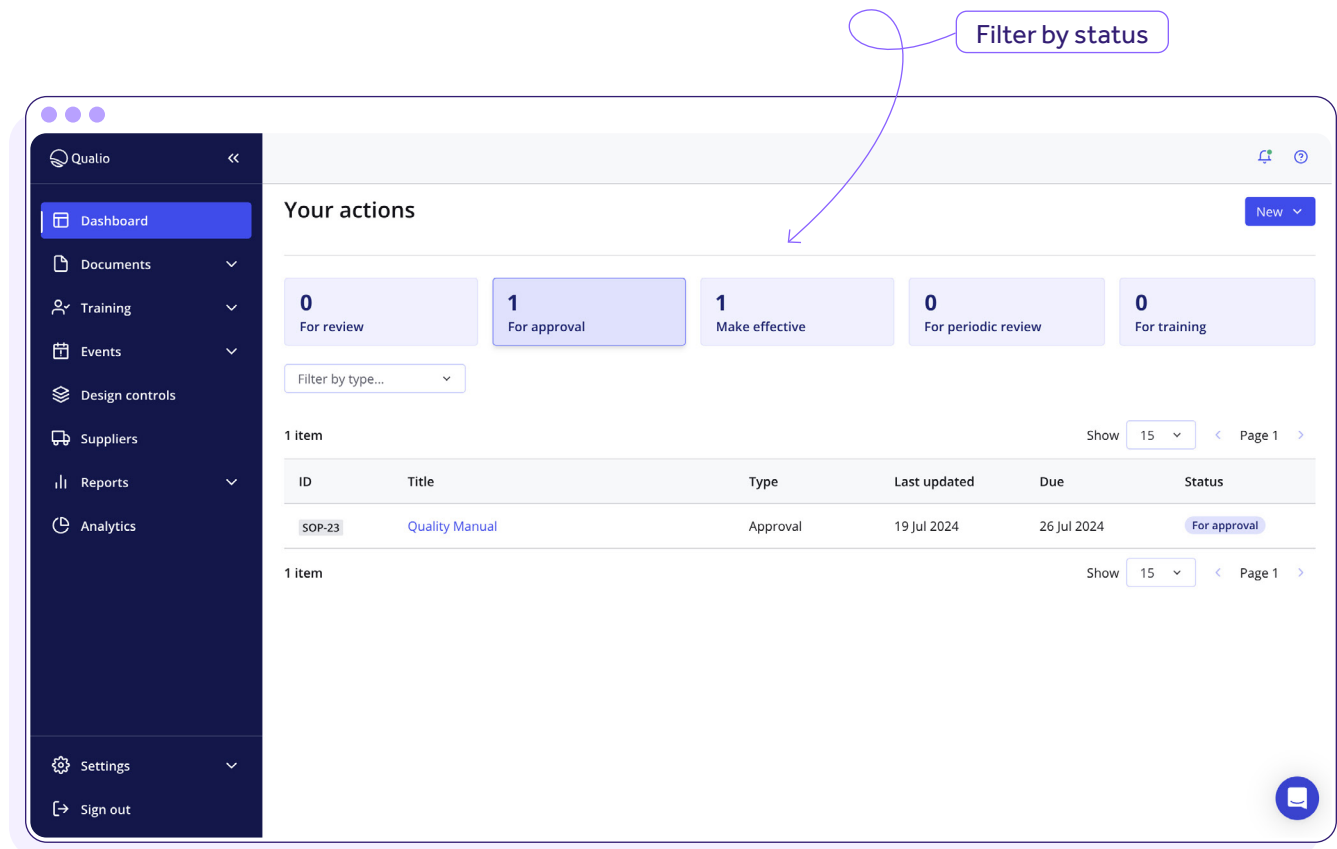 Filter by status
Qualio
Dashboard
Documents
Training
Events
Design controls
Suppliers
Reports
Analytics
Settings
Sign out
Your actions
New
0
For review
1
For approval
1
Make effective
0
For periodic review
0
For training
Filter by type...
1 item
Show 15 Page 1
ID Title Type Last updated Due Status
SOP-23 Quality Manual Approval 19 Jul 2024 26 Jul 2024 For approval
1 item
Show 15 Page 1